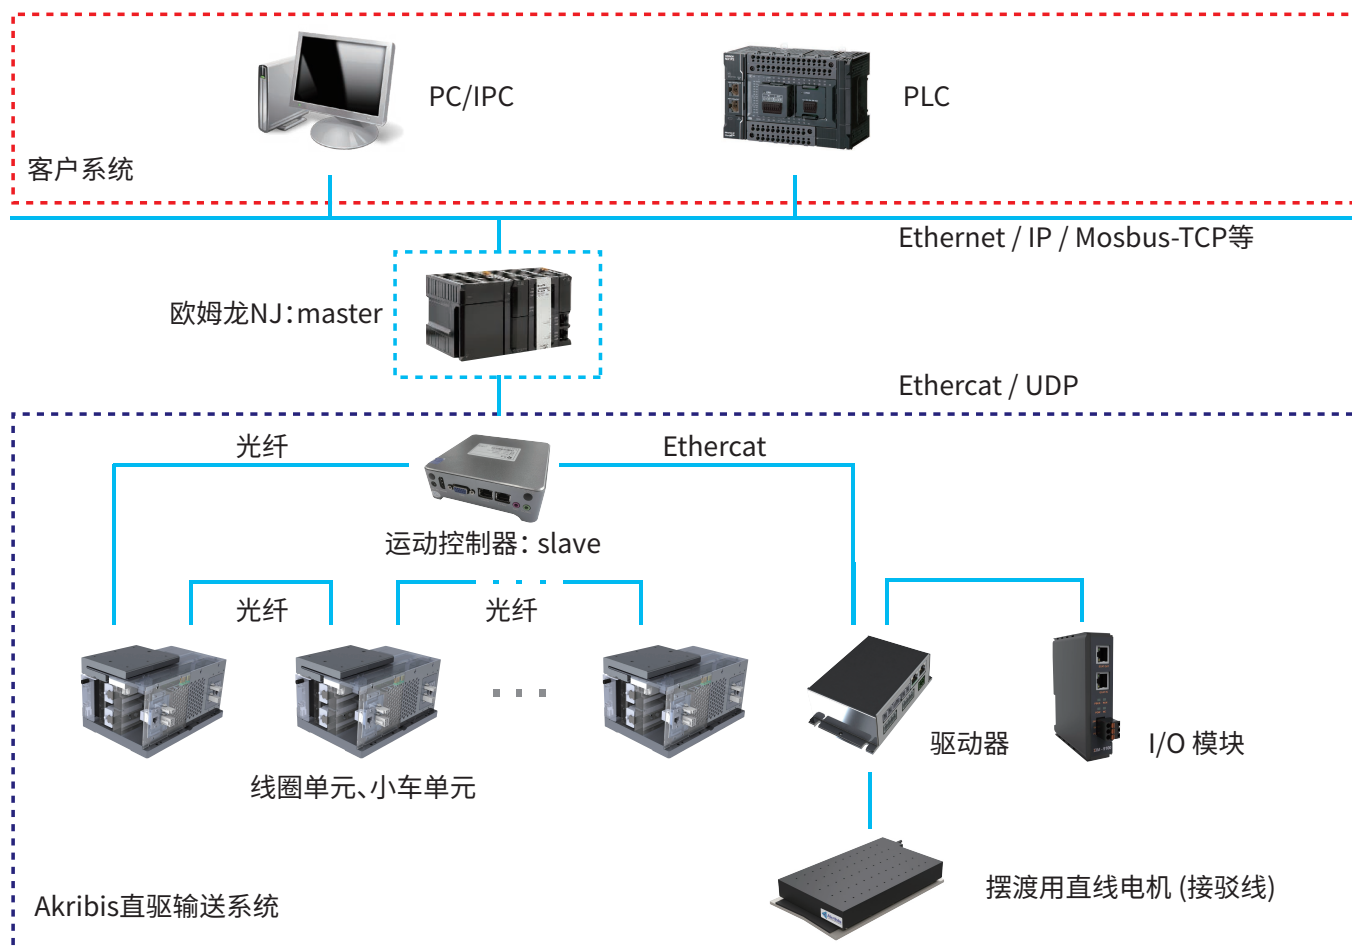 PC/IPC
PLC
客户系统
Ethernet / IP / Mosbus-TCP等
欧姆龙NJ：master
Ethercat / UDP
光纤
Ethercat
运动控制器：slave
光纤
光纤
驱动器
I/O 模块
线圈单元、小车单元
摆渡用直线电机 (接驳线)
Akribis直驱输送系统